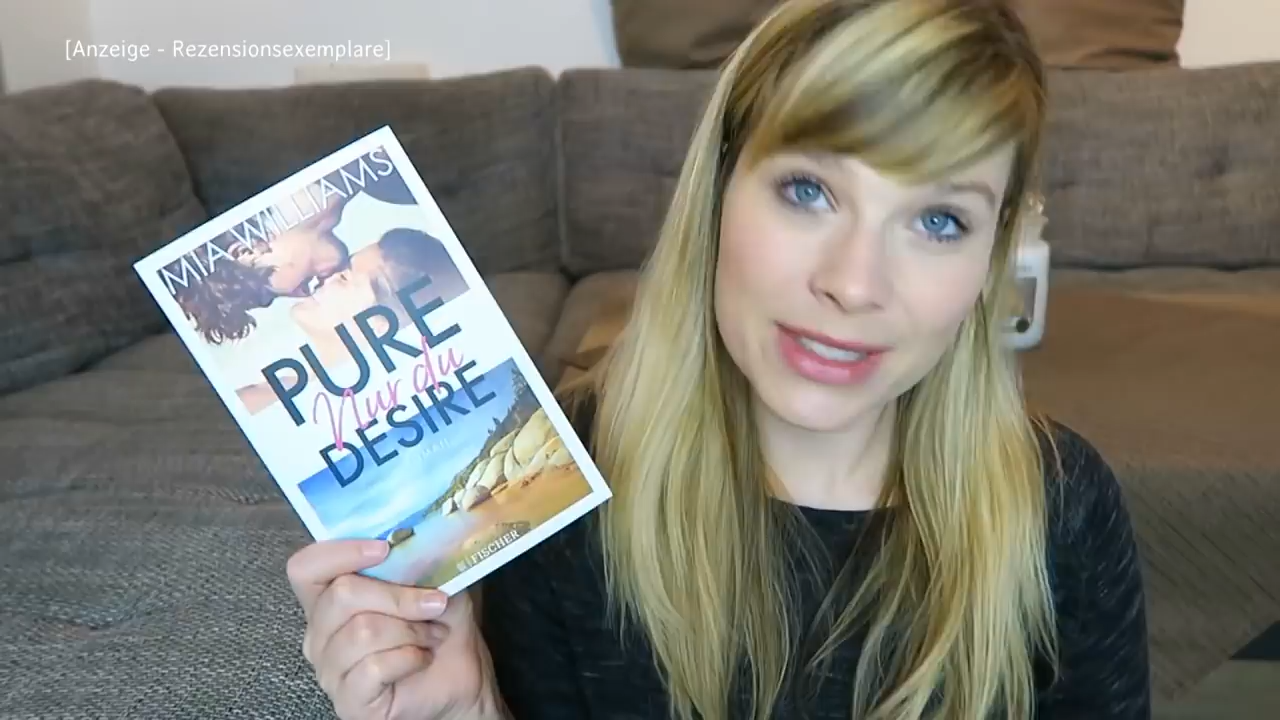 [Anzeige - Rezensionsexemplare]
MIA WILLIAMS
PURE
Nur du
DESIRE
FISCHER